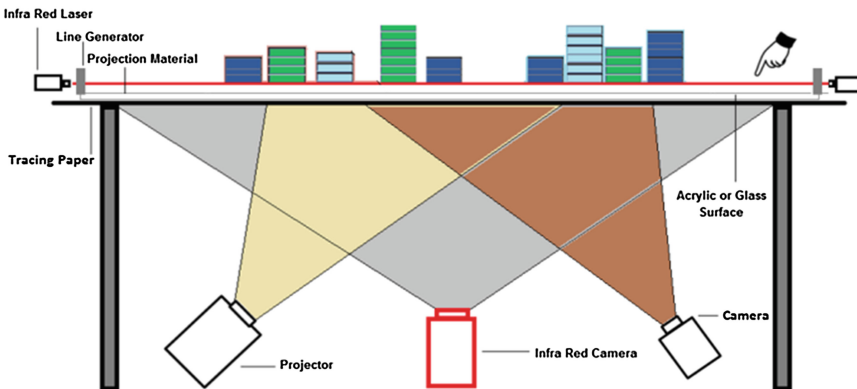 Infra Red Laser
Line Generator
Projection Material
Tracing Paper
Acrylic or Glass
Surface
Camera
Projector
Infra Red Camera